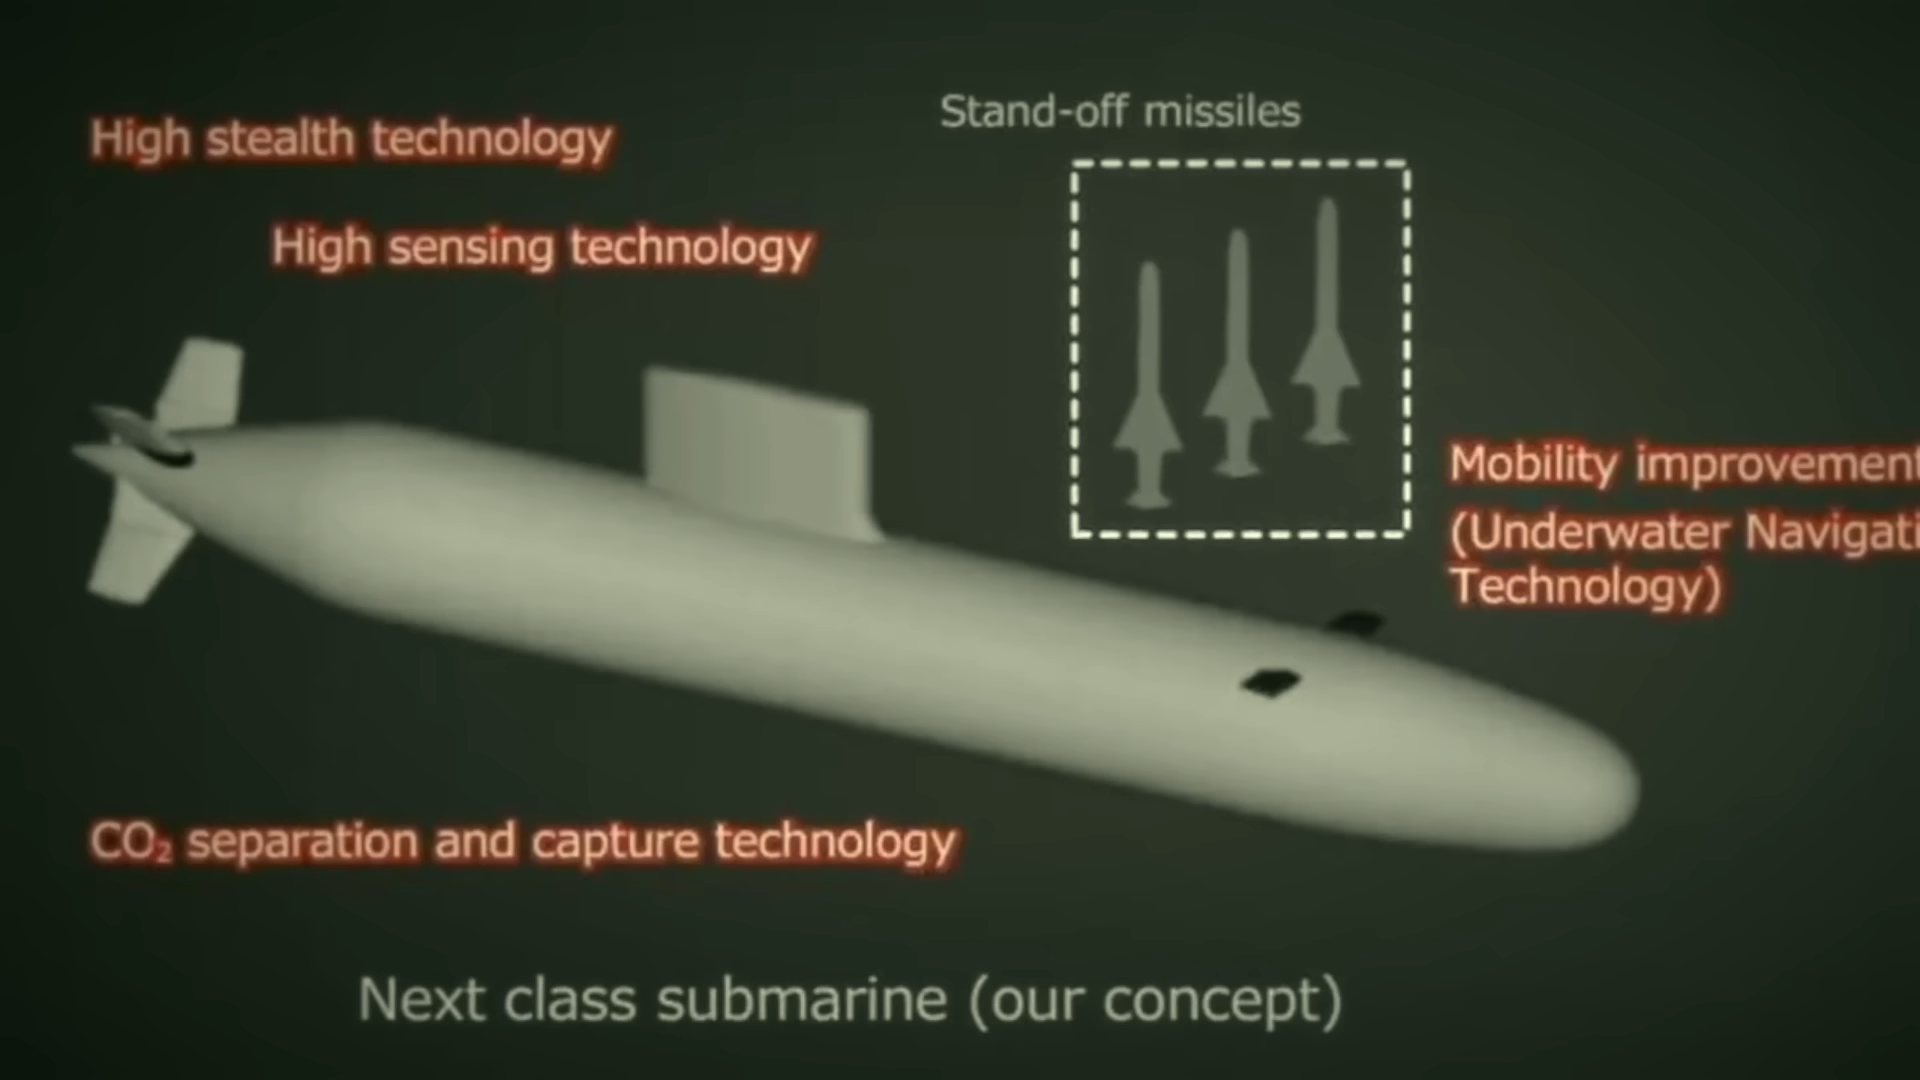 High stealth technology
Stand-off missiles
High sensing technology
Mobility improvement
(Underwater Navigati
Technology)
CO₂ separation and capture technology
Next class submarine (our concept)